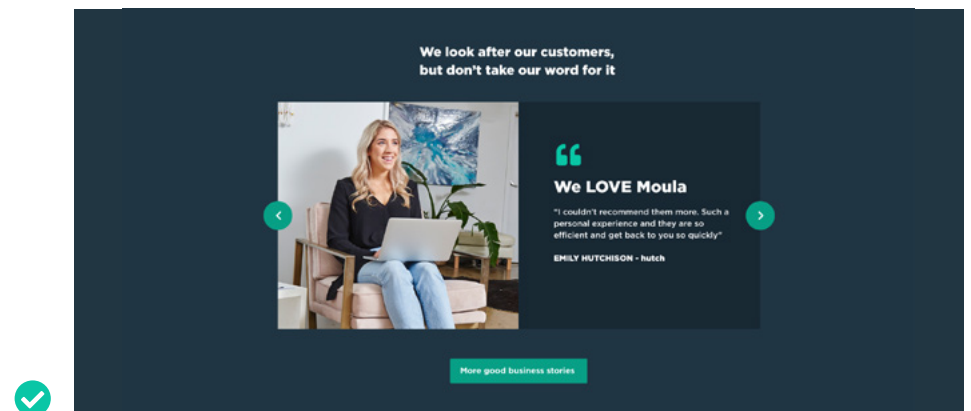 We look after our customers,
but don't take our word for it
We LOVE Moula
"I couldn't recommend them more. Such a
personal experience and they are so
efficient and get back to you so quickly"
EMILY HUTCHISON - hutch
More good business stories